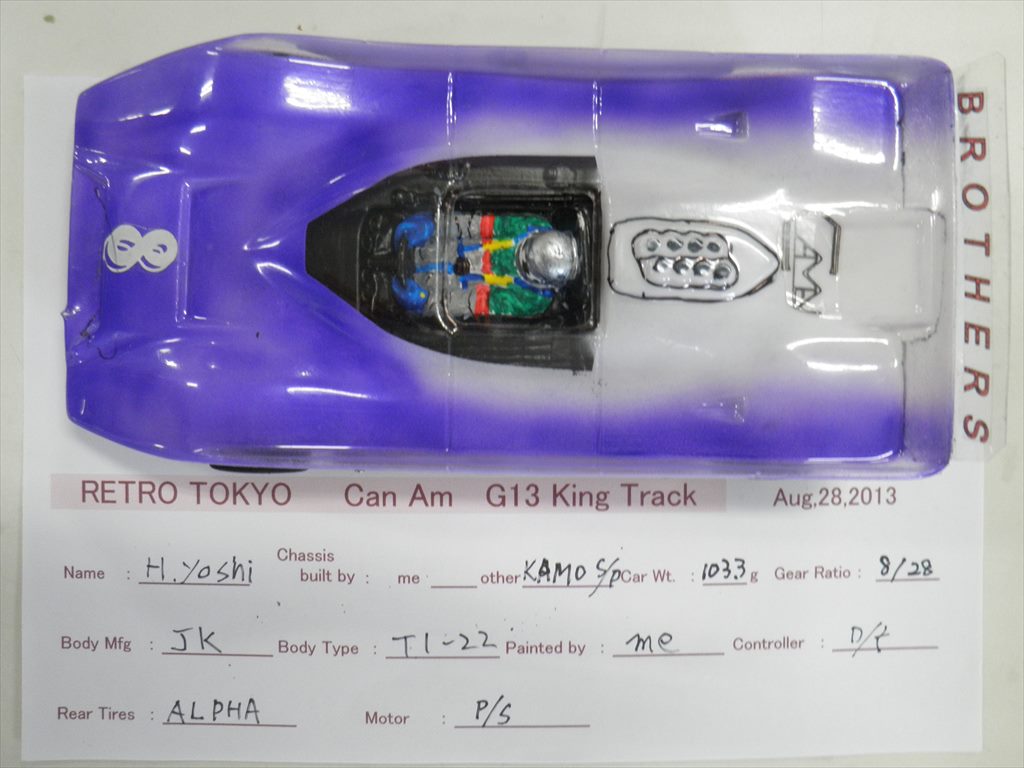 8
BROTHERS
RETRO TOKYO Can Am G13 King Track Aug,28,2013
Name : H.Yoshi Chassis built by : me other KAMO S/p Car Wt. : 103.3 g Gear Ratio : 8/28
Body Mfg : JK Body Type : TI-22 Painted by : me Controller :
Rear Tires : ALPHA Motor : P/S